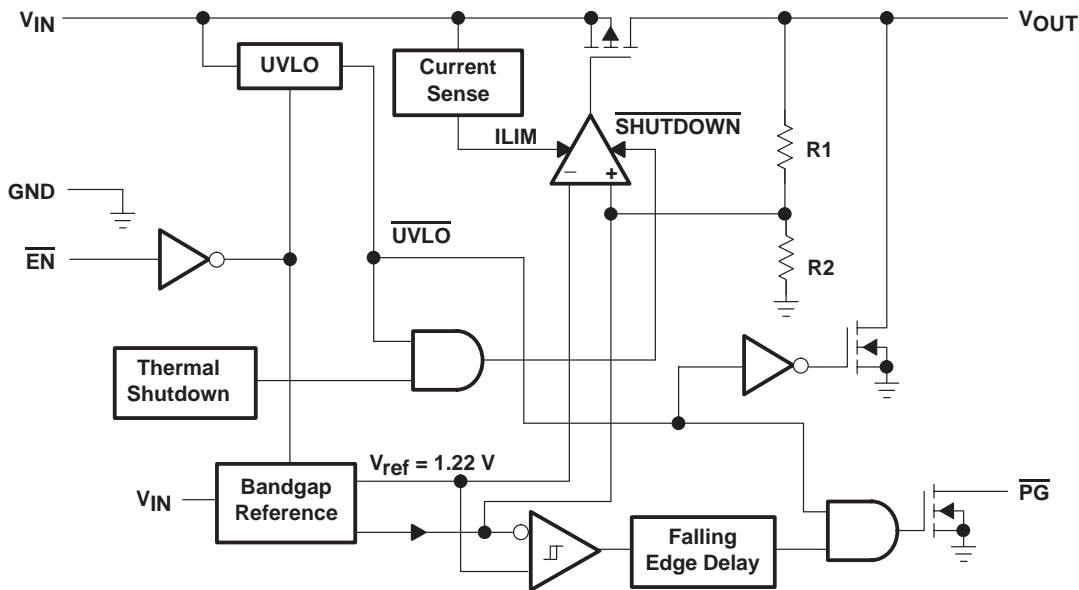 VIN
VOUT
UVLO
Current
Sense
ILIM
SHUTDOWN
R1
−
+
GND
UVLO
EN
R2
Thermal
Shutdown
Vref = 1.22 V
VIN
Bandgap
Reference
PG
Falling
Edge Delay